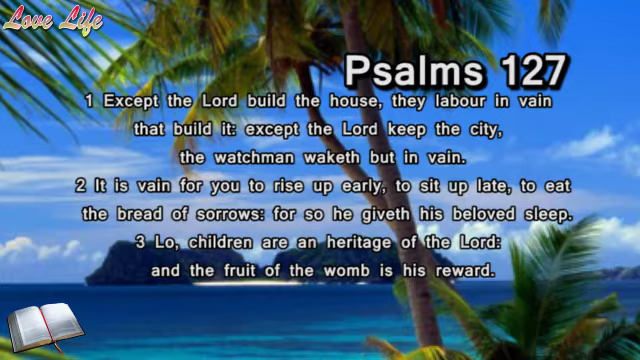 Love Life
Psalms 127
1 Except the Lord build the house, they labour in vain
that build it: except the Lord keep the city,
the watchman waketh but in vain.
2 It is vain for you to rise up early, to sit up late, to eat
the bread of sorrows: for so he giveth his beloved sleep.
3 Lo, children are an heritage of the Lord:
and the fruit of the womb is his reward.